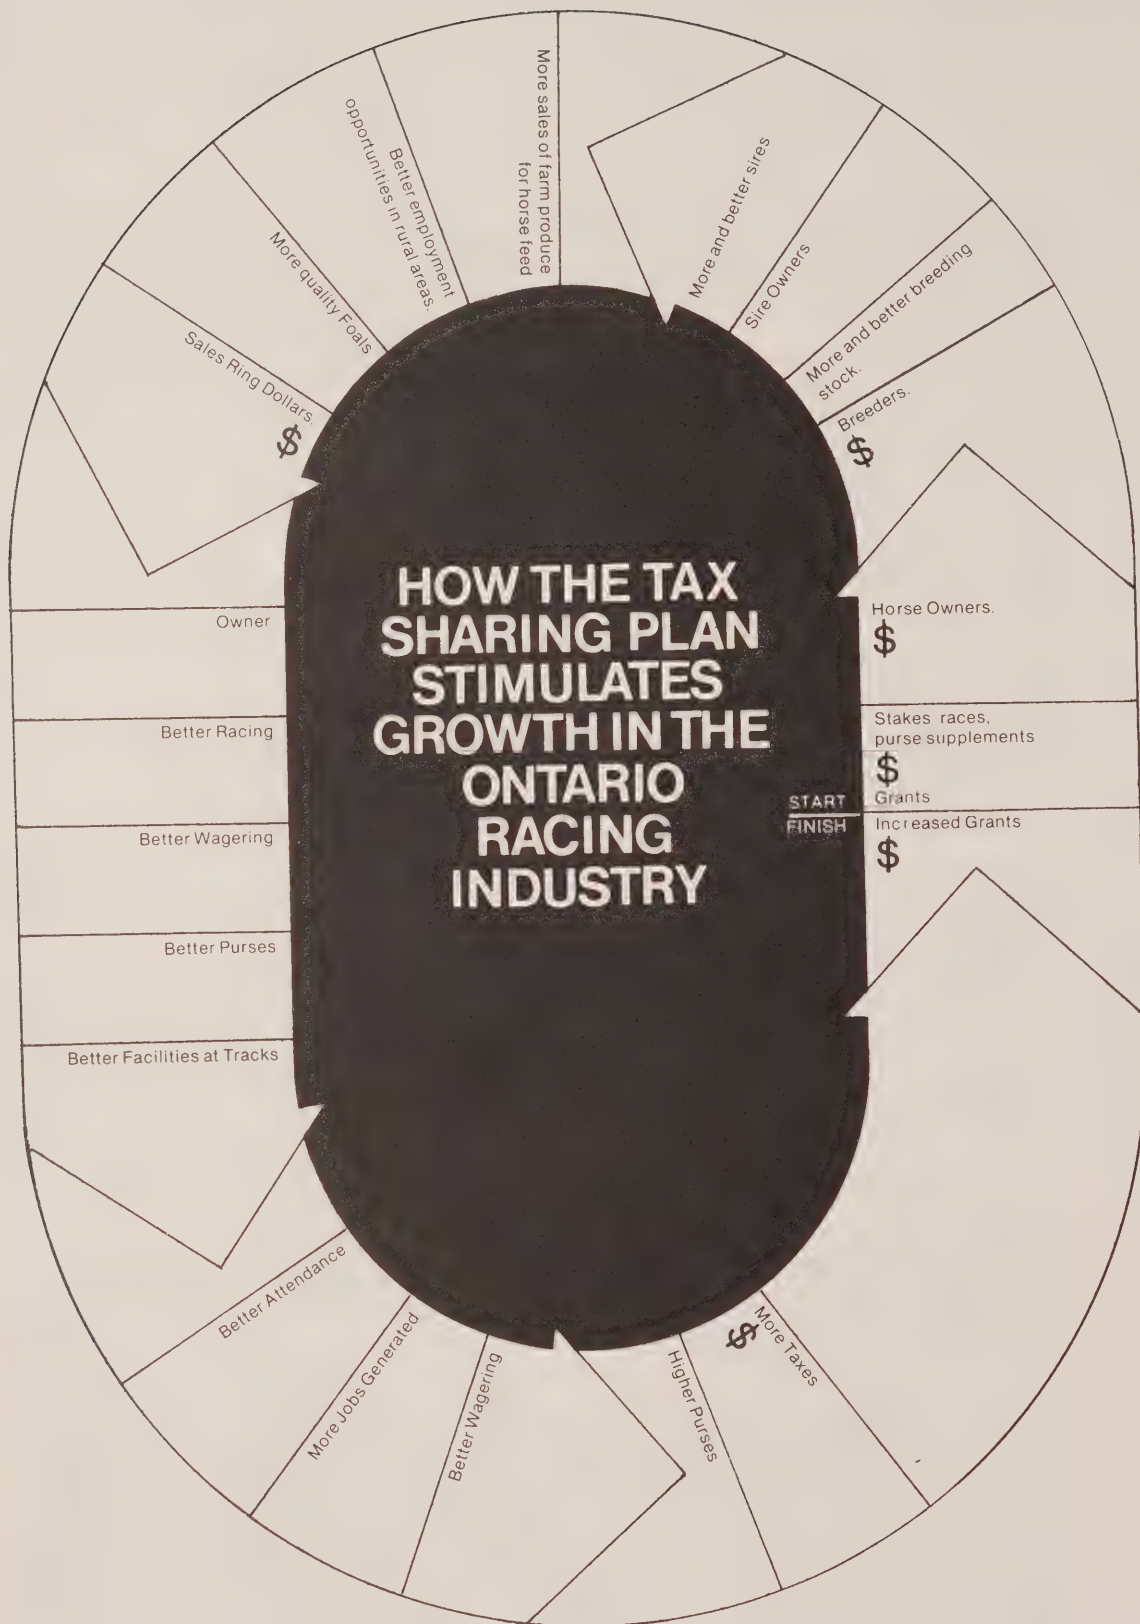 HOW THE TAX
SHARING PLAN
STIMULATES
GROWTH IN THE
ONTARIO
RACING
INDUSTRY
START
FINISH
Grants
$
Stakes races,
purse supplements
Horse Owners.
$
Breeders.
$
More and better breeding
stock.
Sire Owners
More and better sires
More sales of farm produce
for horse feed
Better employment
opportunities in rural areas.
More quality Foals
Sales Ring Dollars.
$
Owner
Better Racing
Better Wagering
Better Purses
Better Facilities at Tracks
Better Attendance
More Jobs Generated
Better Wagering
Higher Purses
More Taxes
$
Increased Grants
$